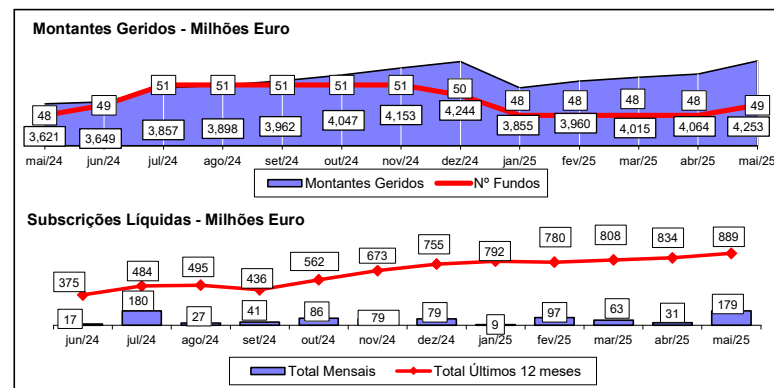 Montantes Geridos - Milhões Euro
51 51 51 51 51 50
48 49 48 48 48 48 49
3,621 3,649 3,857 3,898 3,962 4,047 4,153 4,244 3,855 3,960 4,015 4,064 4,253
mai/24 jun/24 jul/24 ago/24 set/24 out/24 nov/24 dez/24 jan/25 fev/25 mar/25 abr/25 mai/25
Montantes Geridos Nº Fundos
Subscrições Líquidas - Milhões Euro
375 484 495 436 562 673 755 792 780 808 834 889
17 180 27 41 86 79 79 9 97 63 31 179
jun/24 jul/24 ago/24 set/24 out/24 nov/24 dez/24 jan/25 fev/25 mar/25 abr/25 mai/25
Total Mensais Total Últimos 12 meses